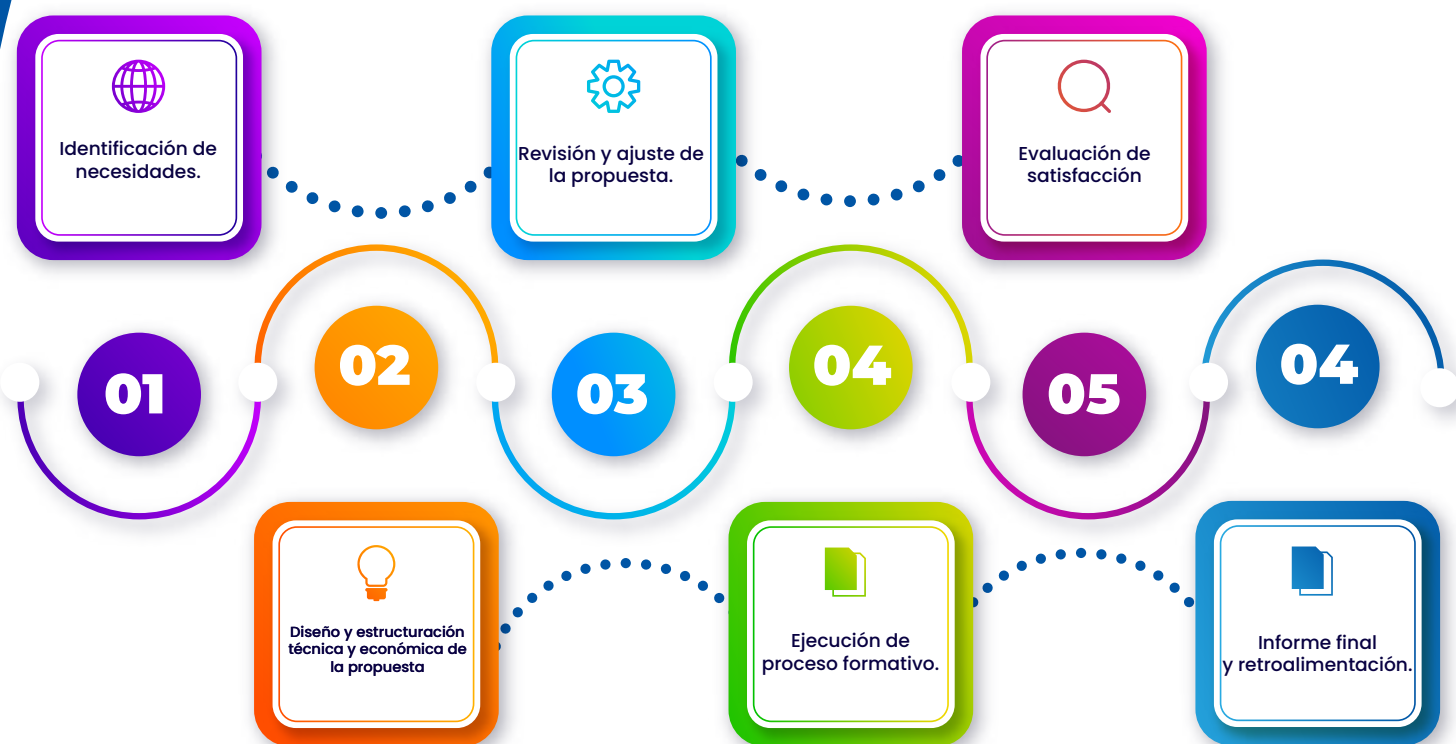 Identificación de
necesidades.
Revisión y ajuste de
la propuesta.
Evaluación de
satisfacción
01
02
03
04
05
04
Diseño y estructuración
técnica y económica de
la propuesta
Ejecución de
proceso formativo.
Informe final
y retroalimentación.